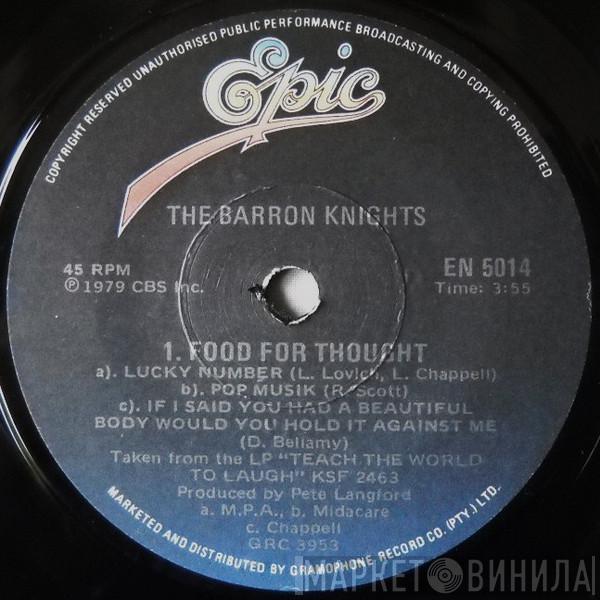 COPYRIGHT RESERVED UNAUTHORISED PUBLIC PERFORMANCE BROADCASTING AND COPYING PROHIBITED
Epic
THE BARRON KNIGHTS
45 RPM
EN 5014
℗ 1979 CBS Inc.
Time: 3:55
1. FOOD FOR THOUGHT
a). LUCKY NUMBER (L. Lovich, L. Chappell)
b). POP MUSIK (R. Scott)
c). IF I SAID YOU HAD A BEAUTIFUL
BODY WOULD YOU HOLD IT AGAINST ME
(D. Bellamy)
Taken from the LP "TEACH THE WORLD
TO LAUGH" KSF 2463
Produced by Pete Langford
a. M.P.A., b. Midacare
c. Chappell
GRC 3953
MARKETED AND DISTRIBUTED BY GRAMOPHONE RECORD CO. (PTY.) LTD.
МАРКЕТ ВИНИЛА